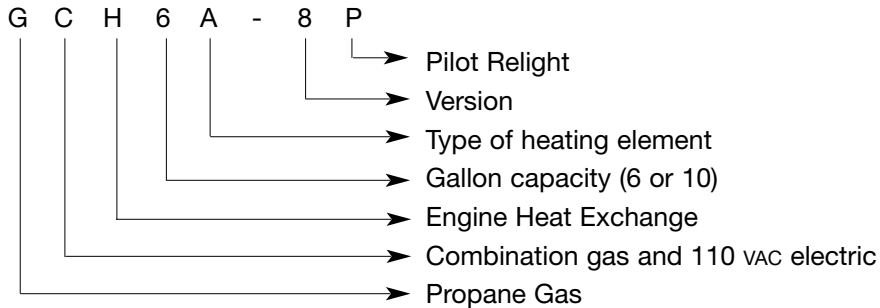 G C H 6 A - 8 P
Pilot Relight
Version
Type of heating element
Gallon capacity (6 or 10)
Engine Heat Exchange
Combination gas and 110 VAC electric
Propane Gas